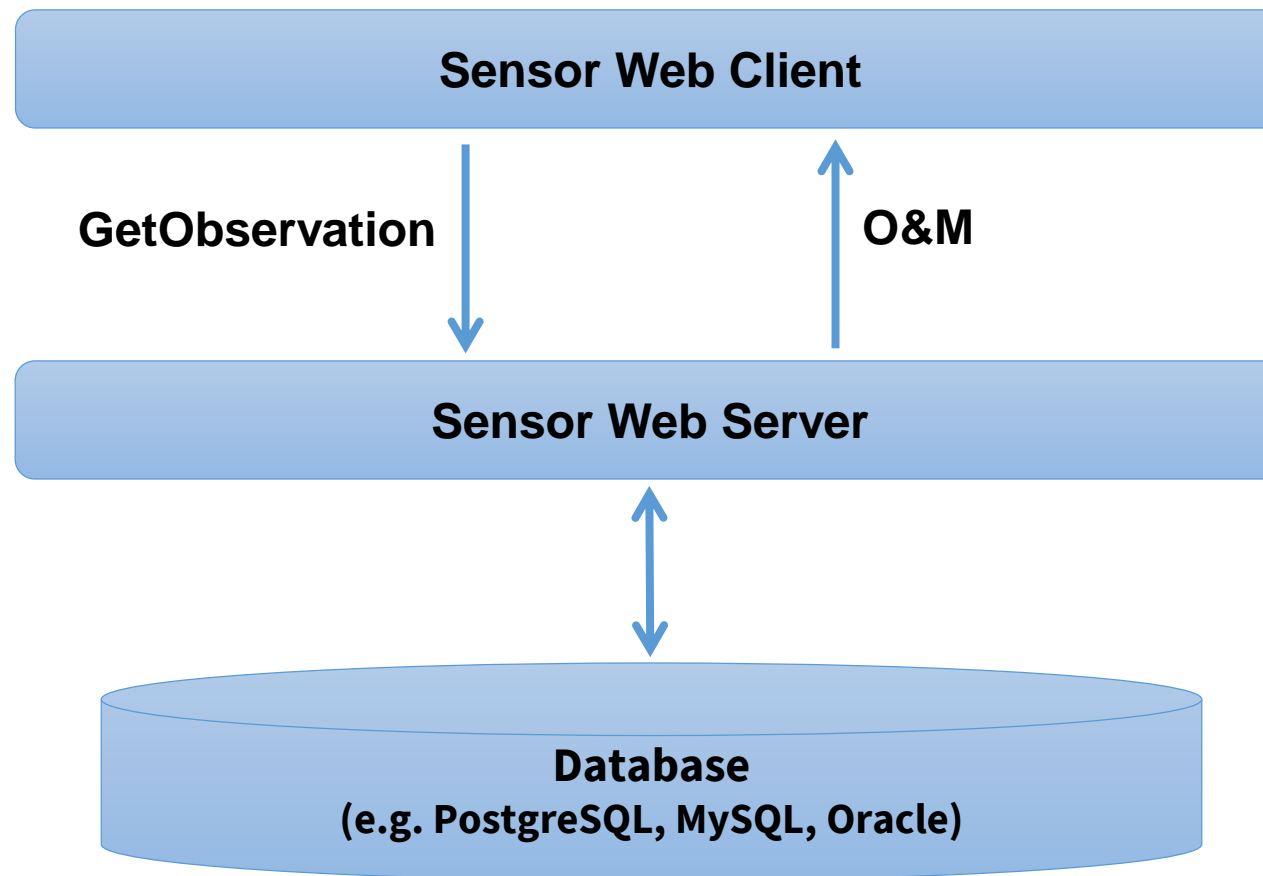 Sensor Web Client
GetObservation
O&M
Sensor Web Server
Database
(e.g. PostgreSQL, MySQL, Oracle)